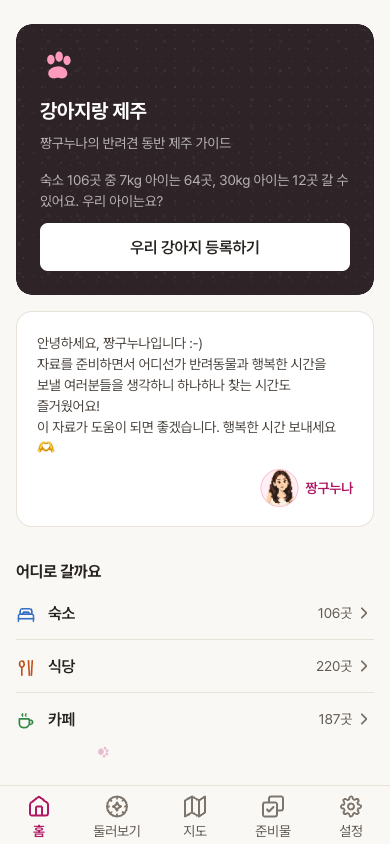 강아지랑 제주
짱구누나의 반려견 동반 제주 가이드
숙소 106곳 중 7kg 아이는 64곳, 30kg 아이는 12곳 갈 수
있어요. 우리 아이는요?
우리 강아지 등록하기
안녕하세요, 짱구누나입니다 :-)
자료를 준비하면서 어디선가 반려동물과 행복한 시간을
보낼 여러분들을 생각하니 하나하나 찾는 시간도
즐거웠어요!
이 자료가 도움이 되면 좋겠습니다. 행복한 시간 보내세요
🫶
짱구누나
어디로 갈까요
숙소 106곳
식당 220곳
카페 187곳
홈 둘러보기 지도 준비물 설정